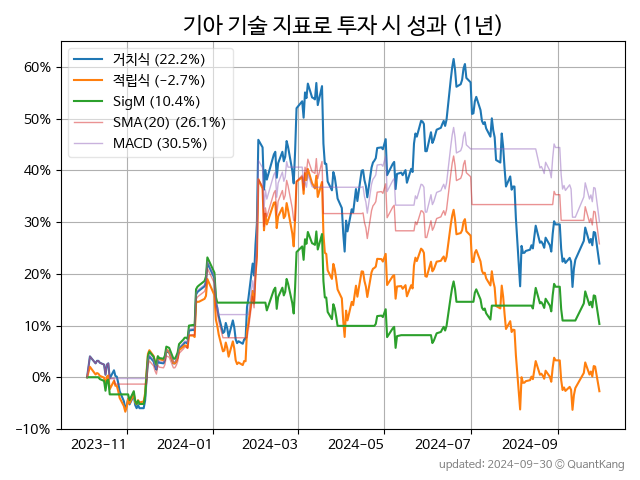 기아 기술 지표로 투자 시 성과 (1년)
거치식 (22.2%)
적립식 (-2.7%)
SigM (10.4%)
SMA(20) (26.1%)
MACD (30.5%)
60%
50%
40%
30%
20%
10%
0%
-10%
2023-11
2024-01
2024-03
2024-05
2024-07
2024-09
updated: 2024-09-30 © QuantKang